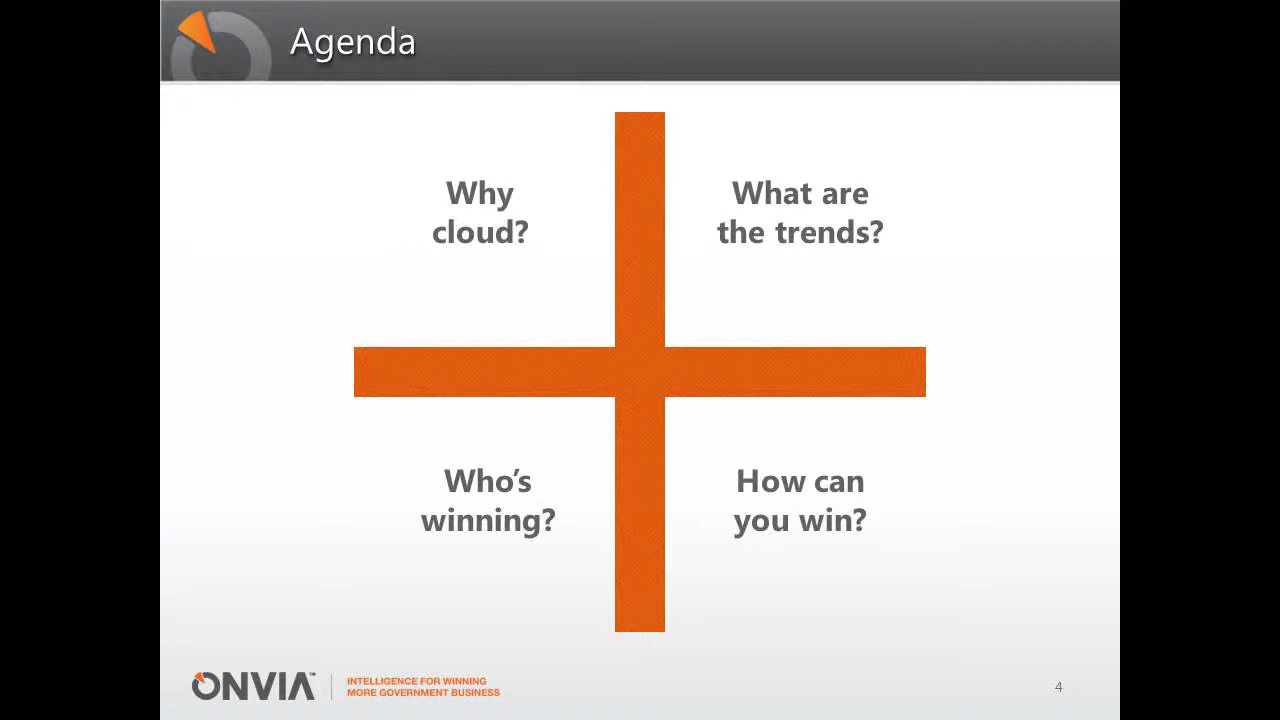 Agenda
Why
cloud?
What are
the trends?
Who's
winning?
How can
you win?
ONVIA™
INTELLIGENCE FOR WINNING
MORE GOVERNMENT BUSINESS
4